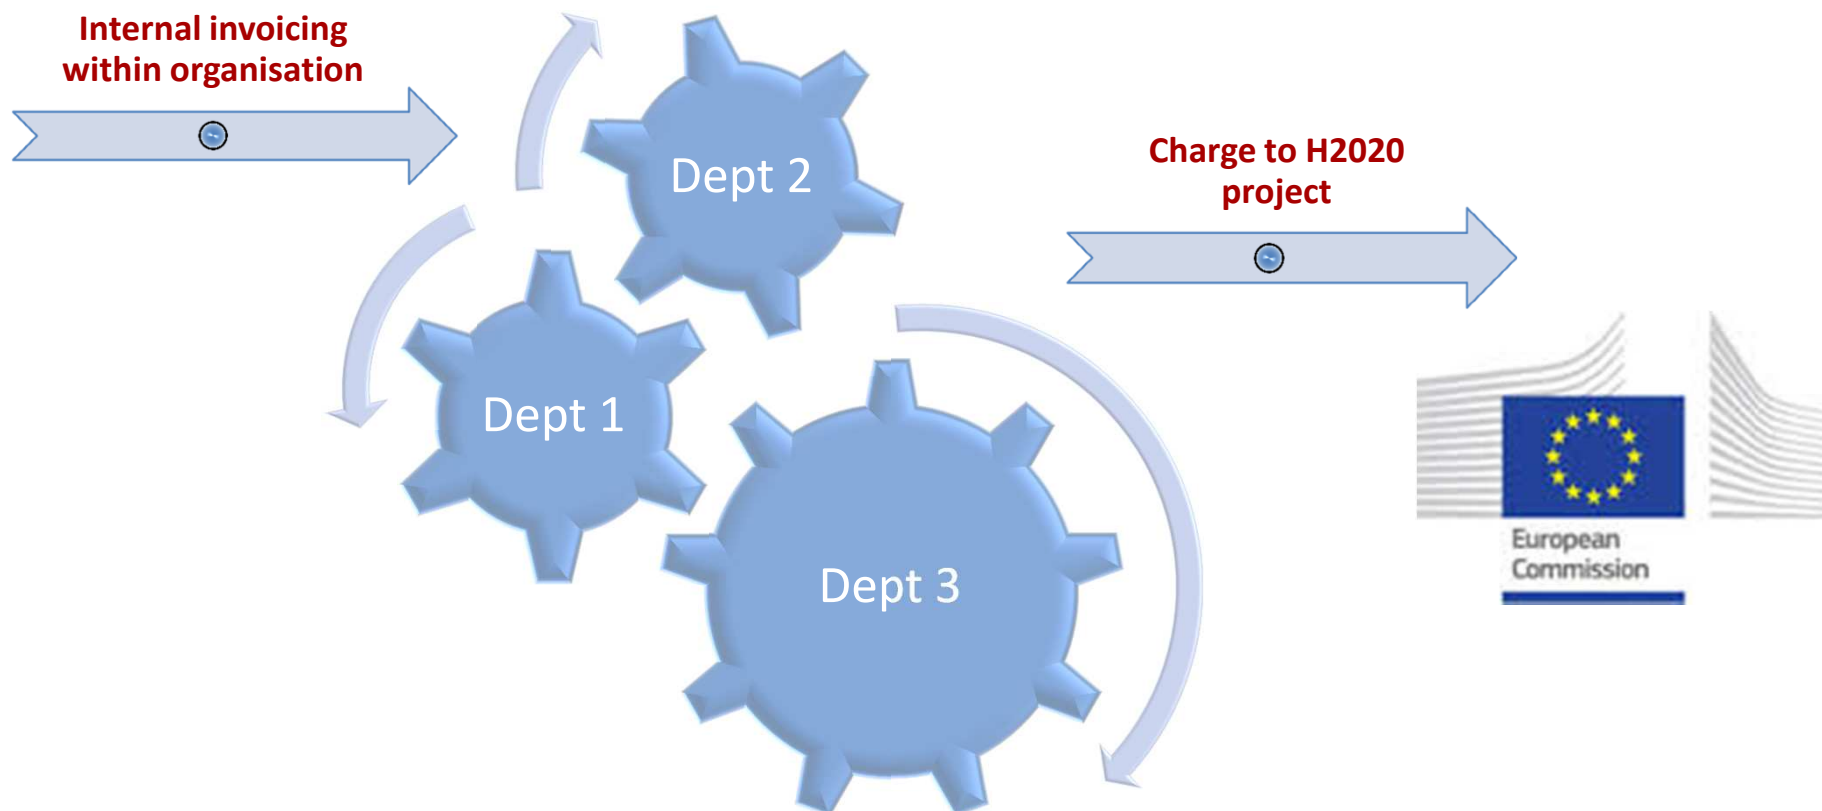 Internal invoicing
within organisation
Dept 2
Charge to H2020
project
Dept 1
Dept 3
European
Commission